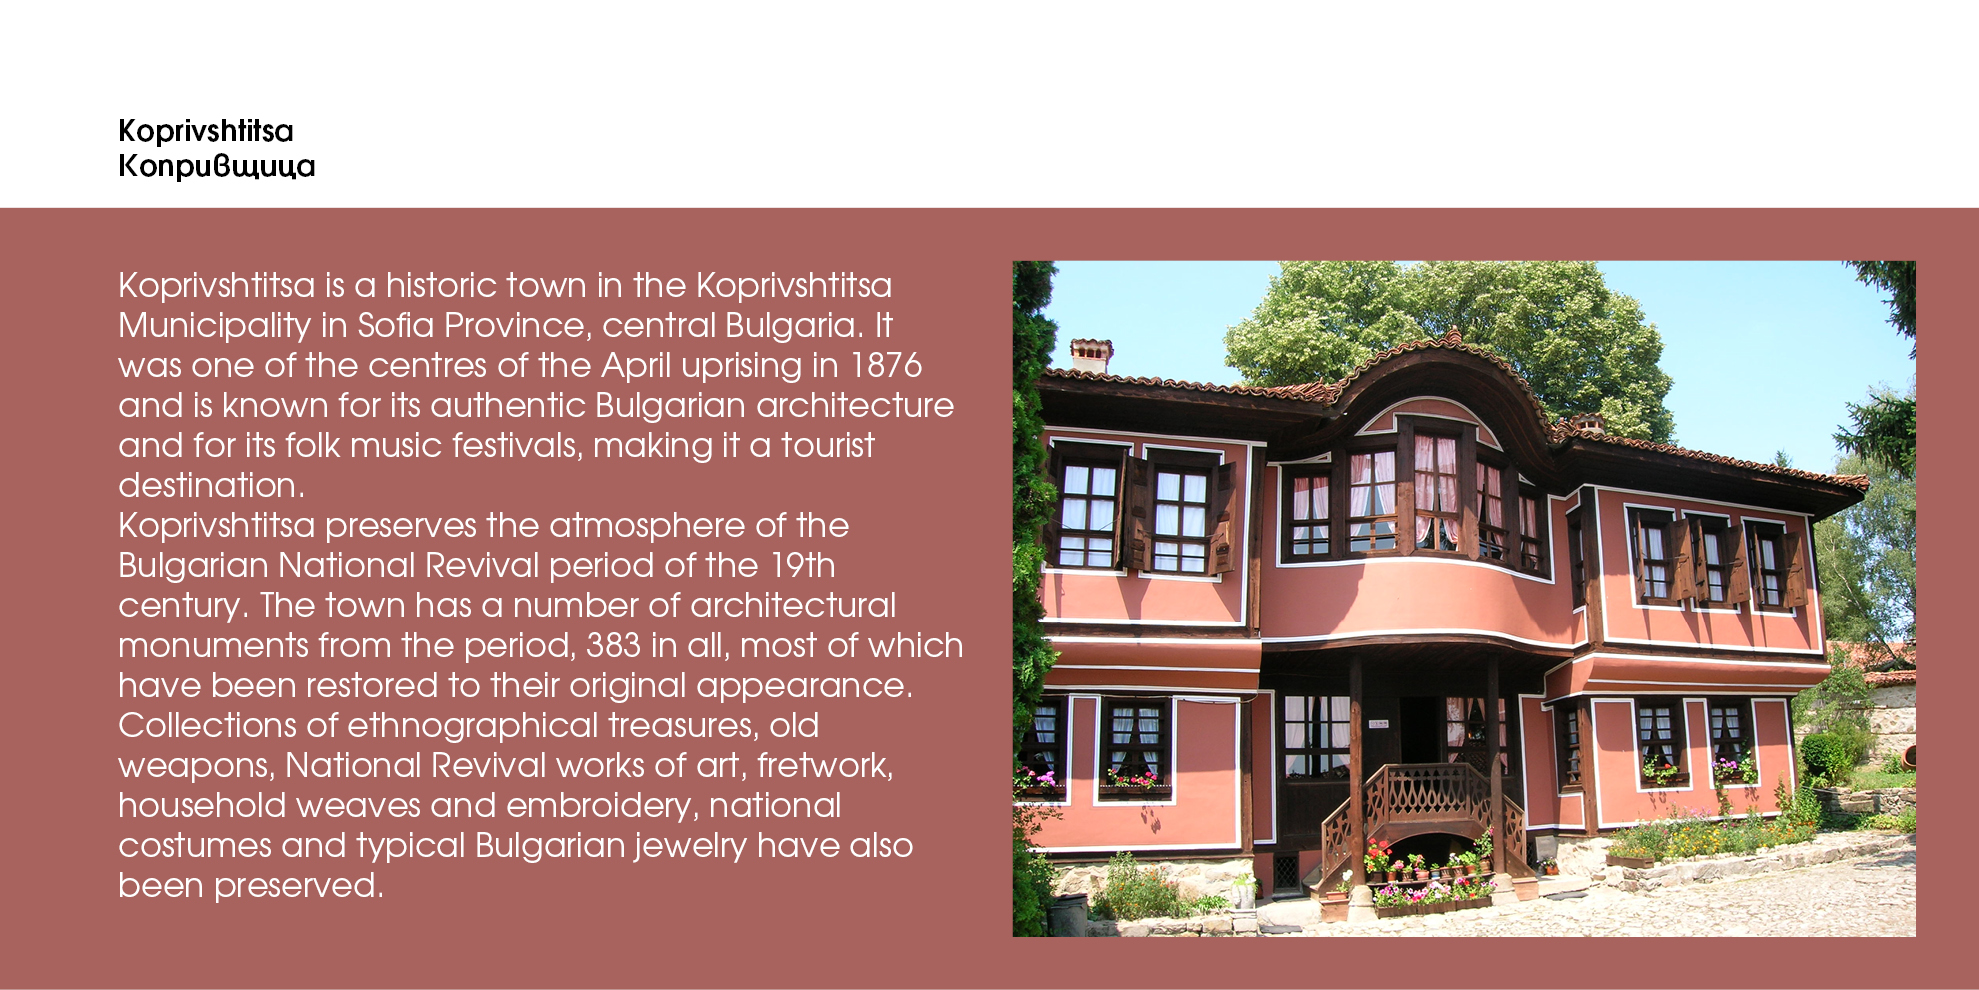 Koprivshtitsa
Копривщица
Koprivshtitsa is a historic town in the Koprivshtitsa
Municipality in Sofia Province, central Bulgaria. It
was one of the centres of the April uprising in 1876
and is known for its authentic Bulgarian architecture
and for its folk music festivals, making it a tourist
destination.
Koprivshtitsa preserves the atmosphere of the
Bulgarian National Revival period of the 19th
century. The town has a number of architectural
monuments from the period, 383 in all, most of which
have been restored to their original appearance.
Collections of ethnographical treasures, old
weapons, National Revival works of art, fretwork,
household weaves and embroidery, national
costumes and typical Bulgarian jewelry have also
been preserved.